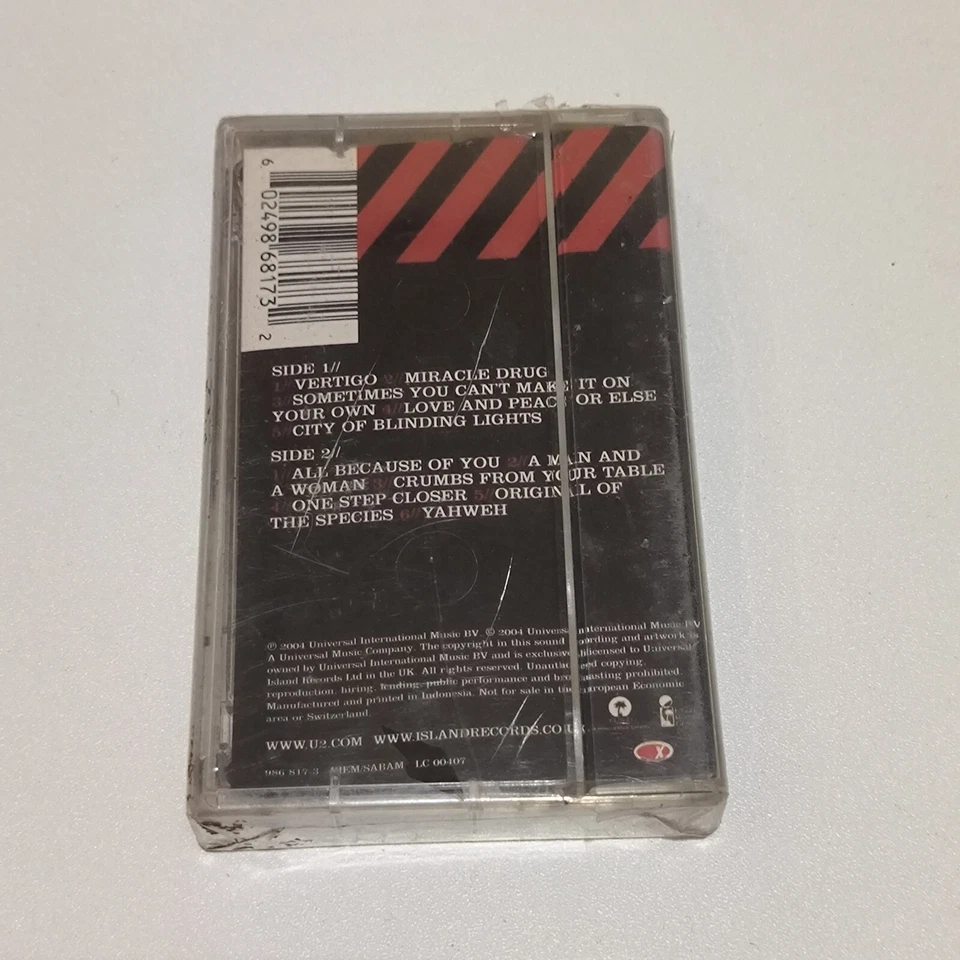 6 02498 68173 2
SIDE 1//
1// VERTIGO 2// MIRACLE DRUG
3// SOMETIMES YOU CAN'T MAKE IT ON
YOUR OWN 4// LOVE AND PEACE OR ELSE
5// CITY OF BLINDING LIGHTS
SIDE 2//
1// ALL BECAUSE OF YOU 2// A MAN AND
A WOMAN 3// CRUMBS FROM YOUR TABLE
4// ONE STEP CLOSER 5// ORIGINAL OF
THE SPECIES 6// YAHWEH
℗ 2004 Universal International Music BV. © 2004 Universal International Music BV
A Universal Music Company. The copyright in this sound recording and artwork is
owned by Universal International Music BV and is exclusively licensed to Universal
Island Records Ltd in the UK. All rights reserved. Unauthorised copying,
reproduction, hiring, lending, public performance and broadcasting prohibited.
Manufactured and printed in Indonesia. Not for sale in the European Economic
area or Switzerland.
WWW.U2.COM WWW.ISLANDRECORDS.CO.UK
986 817-3 BIEM/SABAM LC 00407